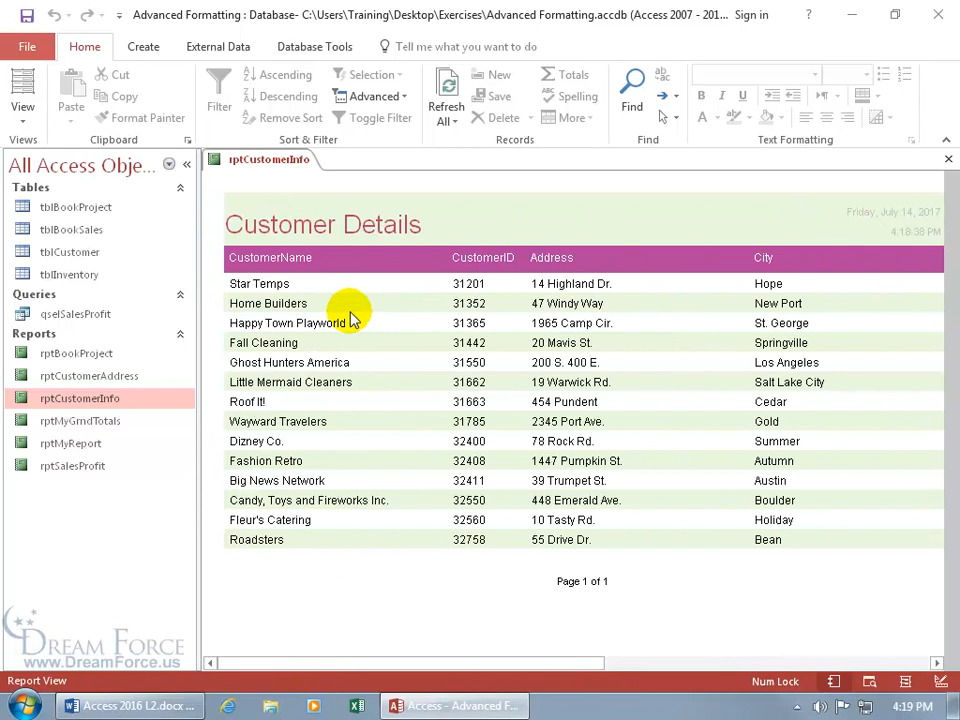 Advanced Formatting : Database- C:\Users\Training\Desktop\Exercises\Advanced Formatting.accdb (Access 2007 - 201... Sign in ?
File Home Create External Data Database Tools Tell me what you want to do
View
Views
Paste
Cut
Copy
Format Painter
Clipboard
Filter
Ascending
Descending
Remove Sort
Selection
Advanced
Toggle Filter
Sort & Filter
Refresh
All
New
Save
Delete
Totals
Spelling
More
Records
Find
Find
B I U
A
Text Formatting
All Access Obje...
Tables
tblBookProject
tblBookSales
tblCustomer
tblInventory
Queries
qselSalesProfit
Reports
rptBookProject
rptCustomerAddress
rptCustomerInfo
rptMyGrndTotals
rptMyReport
rptSalesProfit
rptCustomerInfo
Customer Details
Friday, July 14, 2017
4:18:38 PM
CustomerName CustomerID Address City
Star Temps 31201 14 Highland Dr. Hope
Home Builders 31352 47 Windy Way New Port
Happy Town Playworld 31365 1965 Camp Cir. St. George
Fall Cleaning 31442 20 Mavis St. Springville
Ghost Hunters America 31550 200 S. 400 E. Los Angeles
Little Mermaid Cleaners 31662 19 Warwick Rd. Salt Lake City
Roof It! 31663 454 Pundent Cedar
Wayward Travelers 31785 2345 Port Ave. Gold
Dizney Co. 32400 78 Rock Rd. Summer
Fashion Retro 32408 1447 Pumpkin St. Autumn
Big News Network 32411 39 Trumpet St. Austin
Candy, Toys and Fireworks Inc. 32550 448 Emerald Ave. Boulder
Fleur's Catering 32560 10 Tasty Rd. Holiday
Roadsters 32758 55 Drive Dr. Bean
Page 1 of 1
DREAM FORCE
www.DreamForce.us
Report View Num Lock
Access 2016 L2.docx ... Access - Advanced F... 4:19 PM